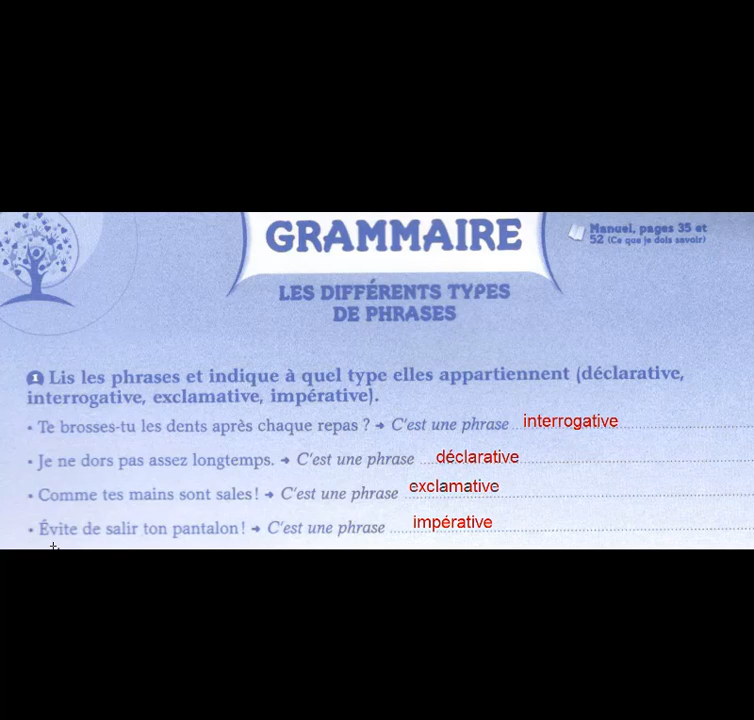 GRAMMAIRE
Manuel, pages 35 et
52 (Ce que je dois savoir)
LES DIFFÉRENTS TYPES
DE PHRASES
1 Lis les phrases et indique à quel type elles appartiennent (déclarative,
interrogative, exclamative, impérative).
• Te brosses-tu les dents après chaque repas ? → C'est une phrase interrogative
• Je ne dors pas assez longtemps. → C'est une phrase déclarative
• Comme tes mains sont sales ! → C'est une phrase exclamative
• Évite de salir ton pantalon ! → C'est une phrase impérative